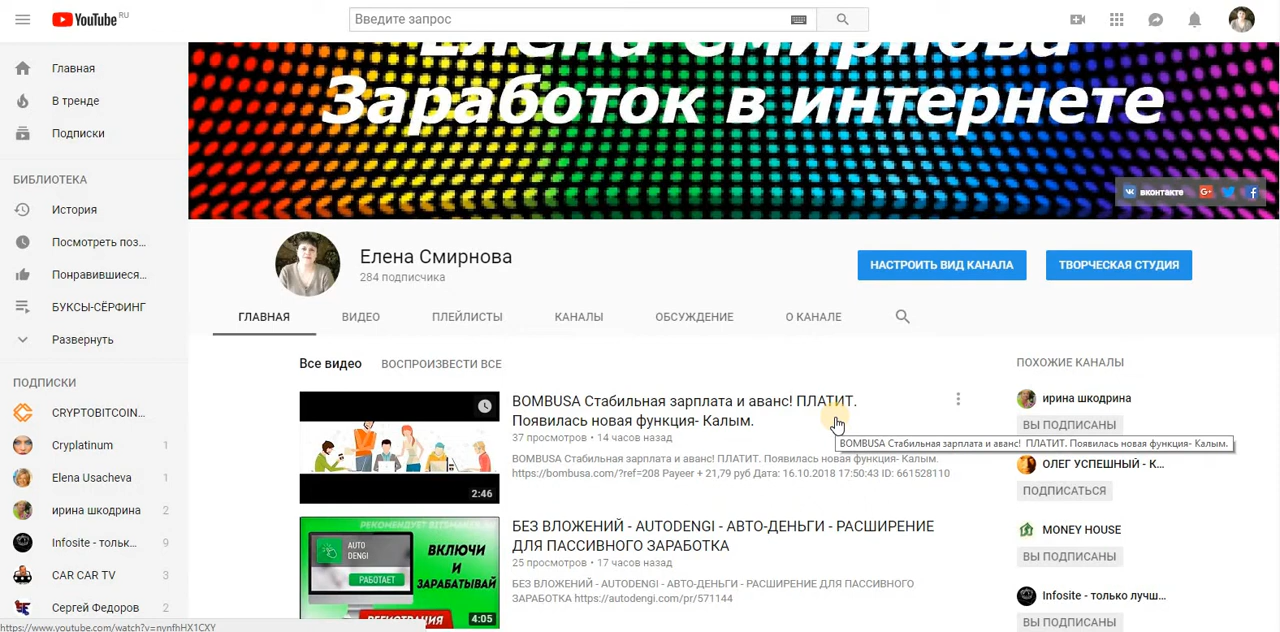 YouTube RU
Введите запрос
Главная
В тренде
Подписки
БИБЛИОТЕКА
История
Посмотреть поз...
Понравившиеся...
БУКСЫ-СЁРФИНГ
Развернуть
ПОДПИСКИ
CRYPTOBITCOIN...
Cryplatinum 1
Elena Usacheva 1
ирина шкодрина 2
Infosite - тольк... 9
CAR CAR TV 3
Сергей Федоров 2
https://www.youtube.com/watch?v=nynfhHX1CXY
Елена Смирнова
Заработок в интернете
вконтакте
Елена Смирнова
284 подписчика
НАСТРОИТЬ ВИД КАНАЛА
ТВОРЧЕСКАЯ СТУДИЯ
ГЛАВНАЯ ВИДЕО ПЛЕЙЛИСТЫ КАНАЛЫ ОБСУЖДЕНИЕ О КАНАЛЕ
Все видео ВОСПРОИЗВЕСТИ ВСЕ
2:46
BOMBUSA Стабильная зарплата и аванс! ПЛАТИТ.
Появилась новая функция- Калым.
37 просмотров • 14 часов назад
BOMBUSA Стабильная зарплата и аванс! ПЛАТИТ. Появилась новая функция- Калым.
https://bombusa.com/?ref=208 Payeer + 21,79 руб Дата: 16.10.2018 17:50:43 ID: 661528110
BOMBUSA Стабильная зарплата и аванс! ПЛАТИТ. Появилась новая функция- Калым.
РЕКОМЕНДУЕТ BITSMAKER
AUTO
DENGI
РАБОТАЕТ
ВКЛЮЧИ
И
ЗАРАБАТЫВАЙ
РЕГИСТРАЦИЯ
4:05
БЕЗ ВЛОЖЕНИЙ - AUTODENGI - АВТО-ДЕНЬГИ - РАСШИРЕНИЕ
ДЛЯ ПАССИВНОГО ЗАРАБОТКА
25 просмотров • 17 часов назад
БЕЗ ВЛОЖЕНИЙ - AUTODENGI - АВТО-ДЕНЬГИ - РАСШИРЕНИЕ ДЛЯ ПАССИВНОГО
ЗАРАБОТКА https://autodengi.com/pr/571144
ПОХОЖИЕ КАНАЛЫ
ирина шкодрина
ВЫ ПОДПИСАНЫ
ОЛЕГ УСПЕШНЫЙ - К...
ПОДПИСАТЬСЯ
MONEY HOUSE
ВЫ ПОДПИСАНЫ
Infosite - только лучш...
ВЫ ПОДПИСАНЫ